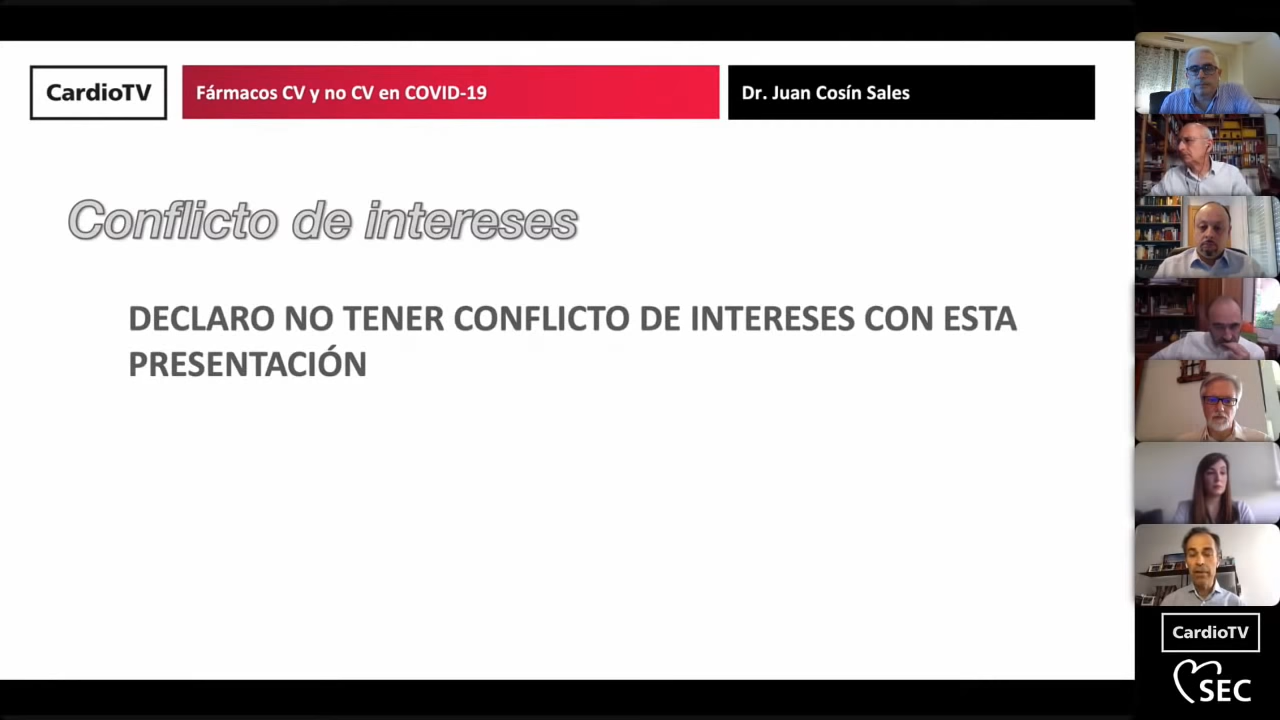 CardioTV
Fármacos CV y no CV en COVID-19
Dr. Juan Cosín Sales
Conflicto de intereses
DECLARO NO TENER CONFLICTO DE INTERESES CON ESTA
PRESENTACIÓN
CardioTV
SEC